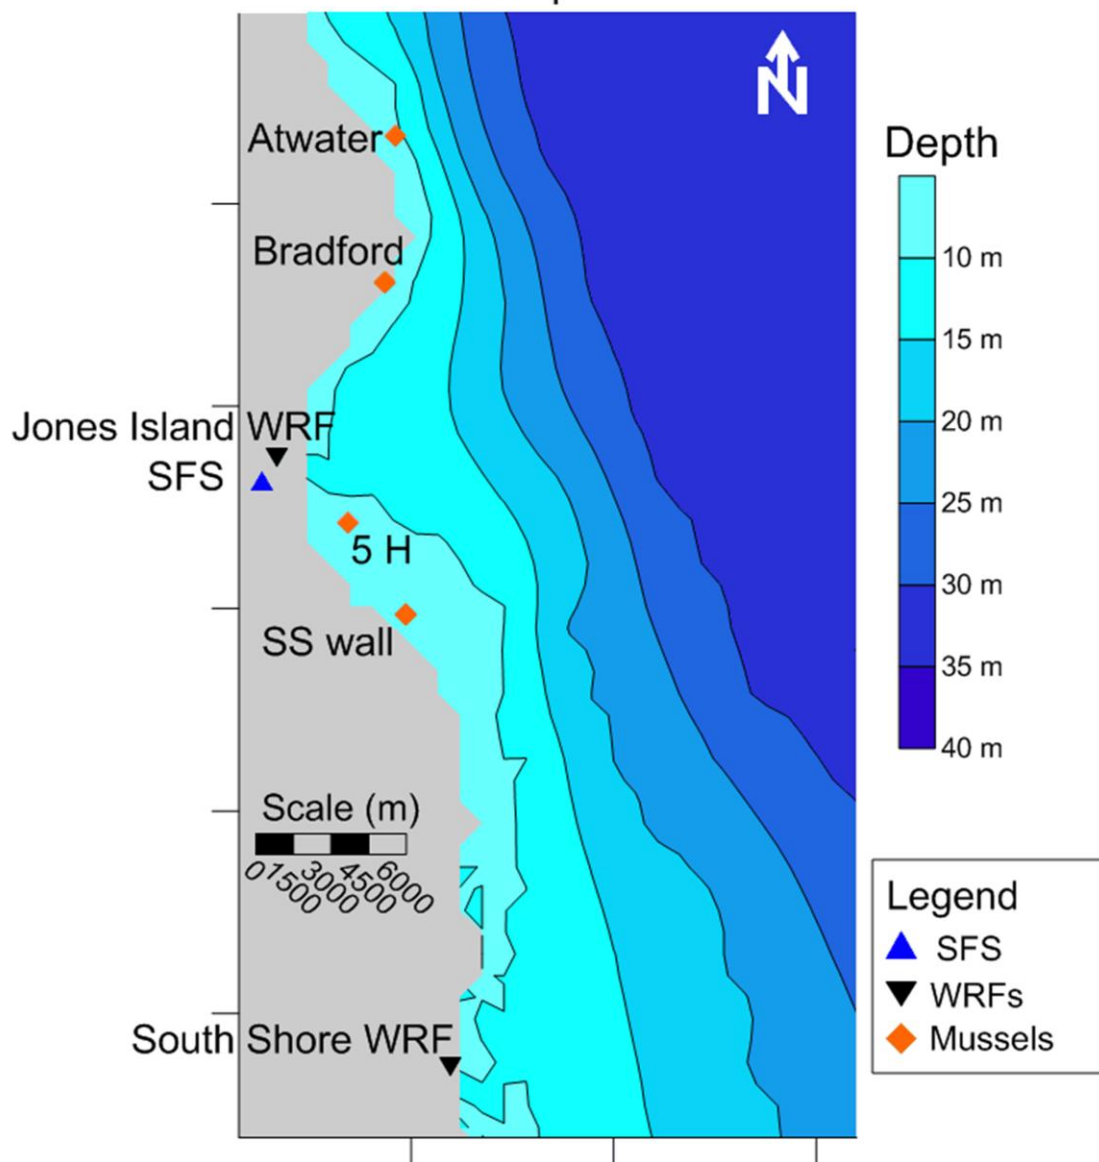 N
Atwater
Depth
Bradford
10 m
15 m
20 m
Jones Island WRF
SFS
25 m
5 H
30 m
SS wall
35 m
40 m
Scale (m)
0 1500 3000 4500 6000
Legend
SFS
WRFs
South Shore WRF
Mussels